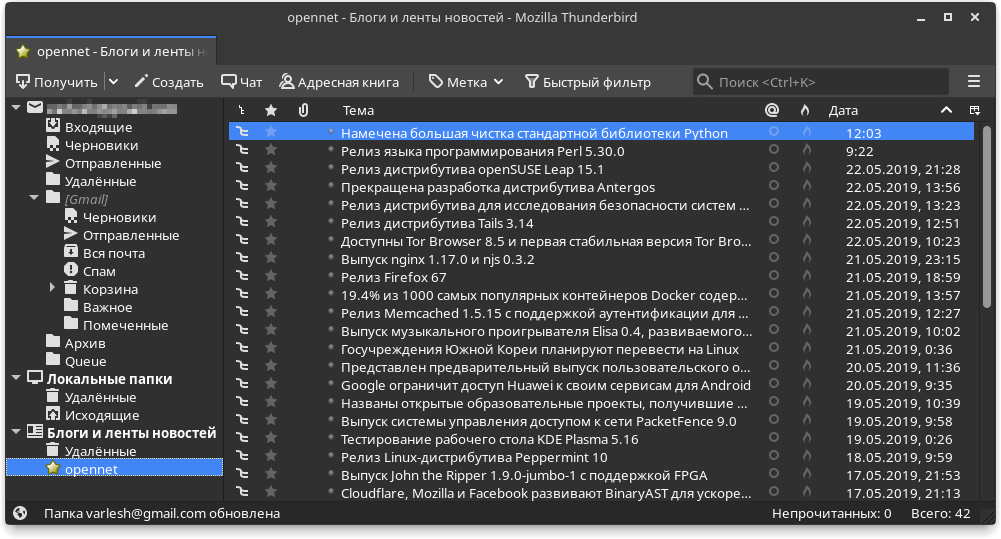 opennet - Блоги и ленты новостей - Mozilla Thunderbird
opennet - Блоги и ленты н
Получить Создать Чат Адресная книга Метка Быстрый фильтр Поиск <Ctrl+K>
Входящие
Черновики
Отправленные
Удалённые
[Gmail]
Черновики
Отправленные
Вся почта
Спам
Корзина
Важное
Помеченные
Архив
Queue
Локальные папки
Удалённые
Исходящие
Блоги и ленты новостей
Удалённые
opennet
Тема Дата
Намечена большая чистка стандартной библиотеки Python 12:03
Релиз языка программирования Perl 5.30.0 9:22
Релиз дистрибутива openSUSE Leap 15.1 22.05.2019, 21:28
Прекращена разработка дистрибутива Antergos 22.05.2019, 13:56
Релиз дистрибутива для исследования безопасности систем ... 22.05.2019, 13:23
Релиз дистрибутива Tails 3.14 22.05.2019, 12:51
Доступны Tor Browser 8.5 и первая стабильная версия Tor Bro... 22.05.2019, 10:23
Выпуск nginx 1.17.0 и njs 0.3.2 21.05.2019, 23:15
Релиз Firefox 67 21.05.2019, 18:59
19.4% из 1000 самых популярных контейнеров Docker содер... 21.05.2019, 13:57
Релиз Memcached 1.5.15 с поддержкой аутентификации для ... 21.05.2019, 12:27
Выпуск музыкального проигрывателя Elisa 0.4, развиваемого... 21.05.2019, 10:02
Госучреждения Южной Кореи планируют перевести на Linux 21.05.2019, 0:36
Представлен предварительный выпуск пользовательского о... 20.05.2019, 11:36
Google ограничит доступ Huawei к своим сервисам для Android 20.05.2019, 9:35
Названы открытые образовательные проекты, получившие ... 19.05.2019, 10:39
Выпуск системы управления доступом к сети PacketFence 9.0 19.05.2019, 9:58
Тестирование рабочего стола KDE Plasma 5.16 19.05.2019, 0:26
Релиз Linux-дистрибутива Peppermint 10 18.05.2019, 9:59
Выпуск John the Ripper 1.9.0-jumbo-1 с поддержкой FPGA 17.05.2019, 21:53
Cloudflare, Mozilla и Facebook развивают BinaryAST для ускоре... 17.05.2019, 21:13
Папка varlesh@gmail.com обновлена Непрочитанных: 0 Всего: 42